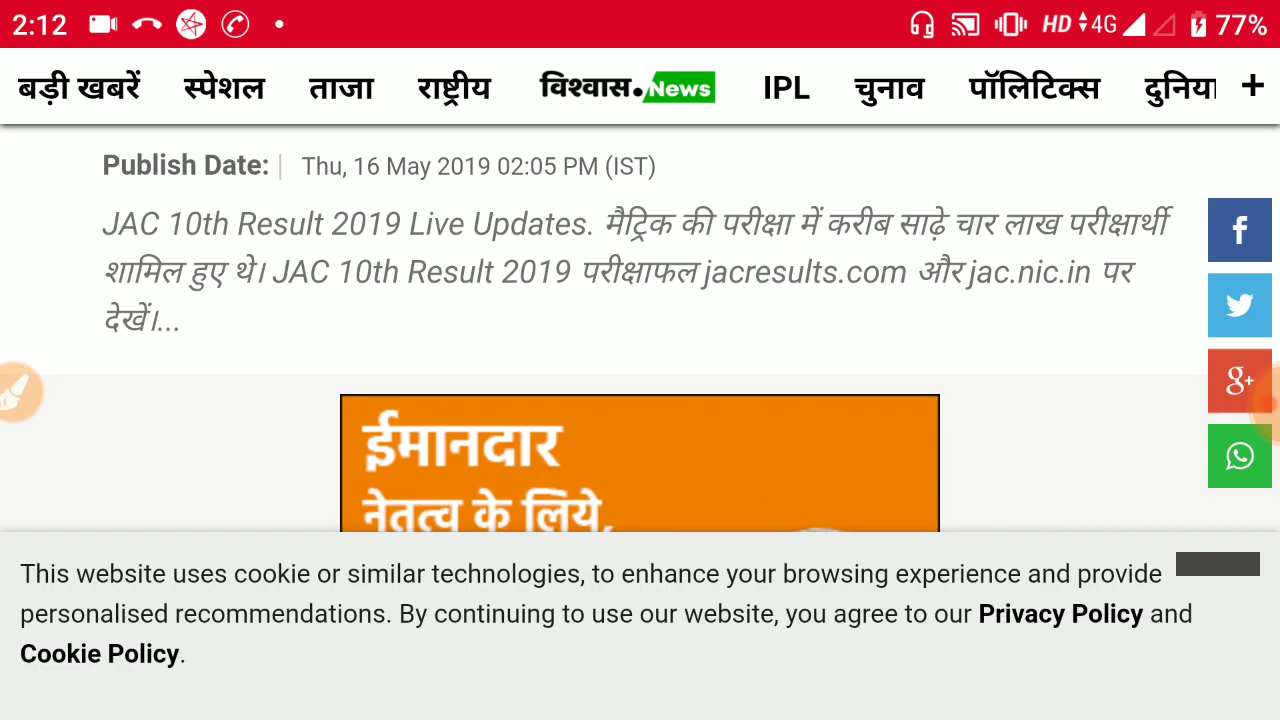 2:12 HD 4G 77%
बड़ी खबरें स्पेशल ताजा राष्ट्रीय विश्वास.News IPL चुनाव पॉलिटिक्स दुनिया +
Publish Date: | Thu, 16 May 2019 02:05 PM (IST)
JAC 10th Result 2019 Live Updates. मैट्रिक की परीक्षा में करीब साढ़े चार लाख परीक्षार्थी
शामिल हुए थे। JAC 10th Result 2019 परीक्षाफल jacresults.com और jac.nic.in पर
देखें।...
ईमानदार
नेतृत्व के लिये,
This website uses cookie or similar technologies, to enhance your browsing experience and provide
personalised recommendations. By continuing to use our website, you agree to our Privacy Policy and
Cookie Policy.